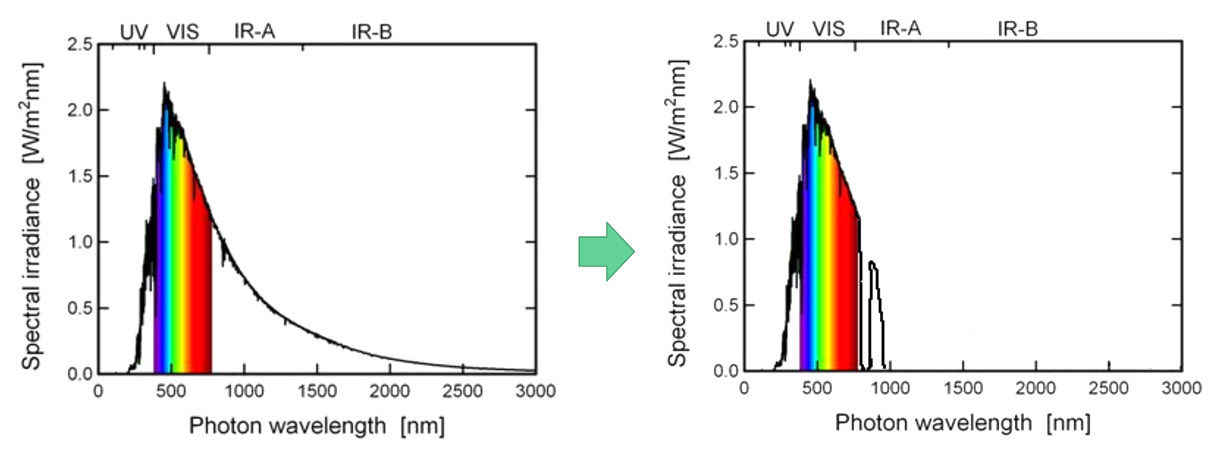 UV VIS IR-A IR-B
2.5
2.0
1.5
1.0
0.5
0.0
0 500 1000 1500 2000 2500 3000
Photon wavelength [nm]
Spectral irradiance [W/m²nm]
UV VIS IR-A IR-B
2.5
2.0
1.5
1.0
0.5
0.0
0 500 1000 1500 2000 2500 3000
Photon wavelength [nm]
Spectral irradiance [W/m²nm]